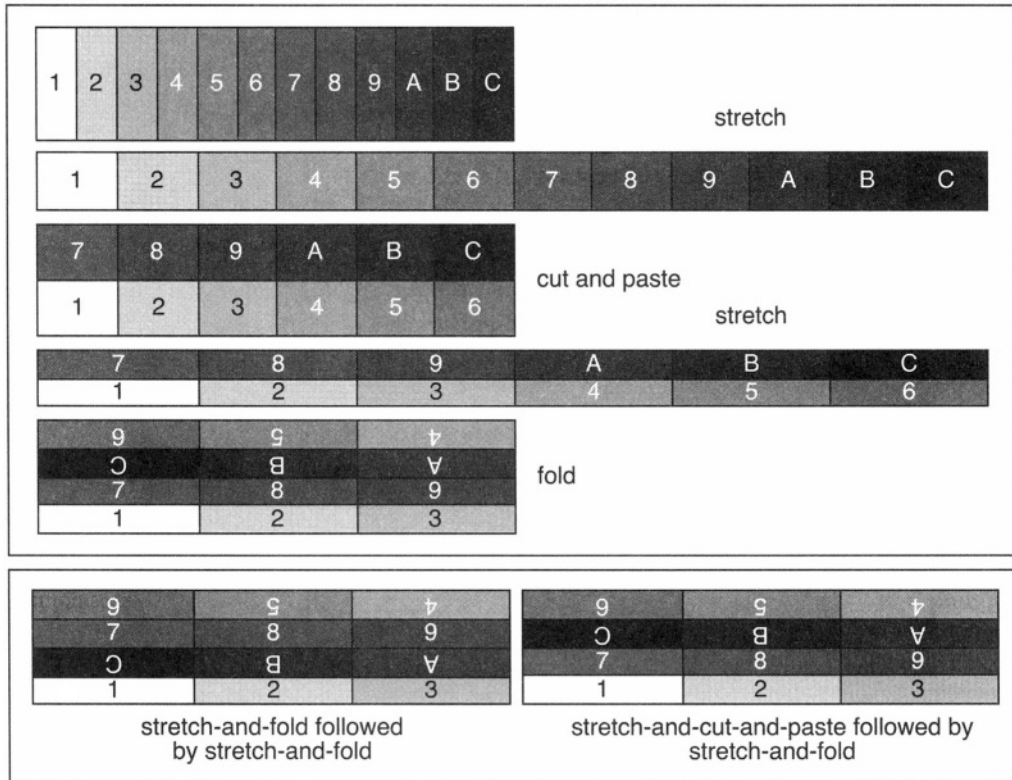 1 2 3 4 5 6 7 8 9 A B C
stretch
1 2 3 4 5 6 7 8 9 A B C
7 8 9 A B C
cut and paste
1 2 3 4 5 6
stretch
7 8 9 A B C
1 2 3 4 5 6
6 5 4
C B A
fold
7 8 6
1 2 3
6 5 4
7 8 6
C B A
1 2 3
stretch-and-fold followed
by stretch-and-fold
6 5 4
C B A
7 8 6
1 2 3
stretch-and-cut-and-paste followed by
stretch-and-fold